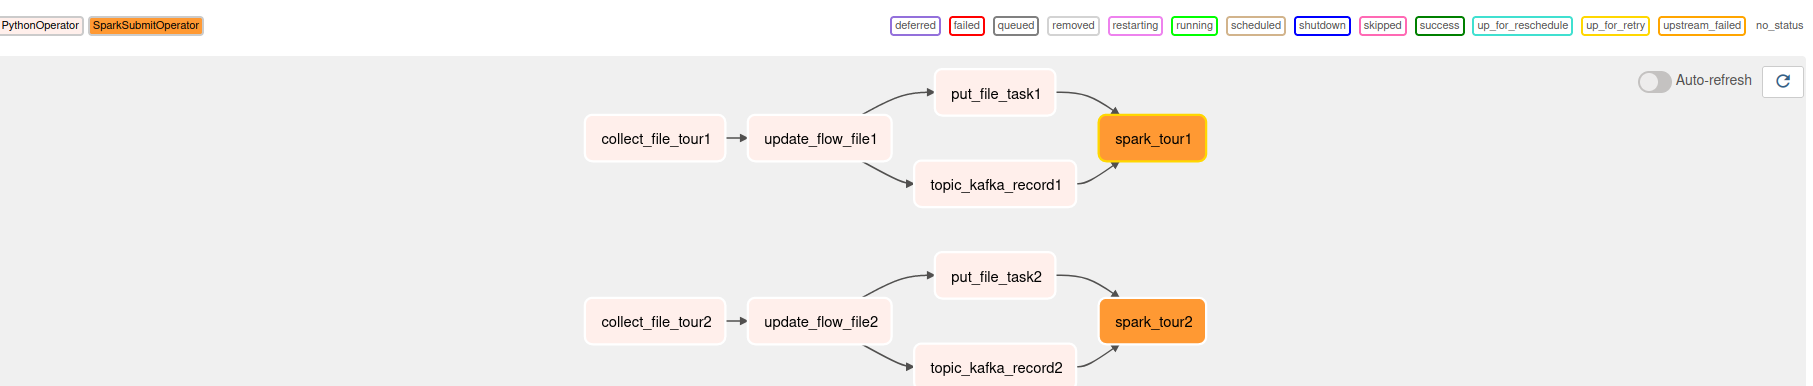 PythonOperator SparkSubmitOperator deferred failed queued removed restarting running scheduled shutdown skipped success up_for_reschedule up_for_retry upstream_failed no_status
Auto-refresh
put_file_task1
collect_file_tour1 update_flow_file1 spark_tour1
topic_kafka_record1
put_file_task2
collect_file_tour2 update_flow_file2 spark_tour2
topic_kafka_record2